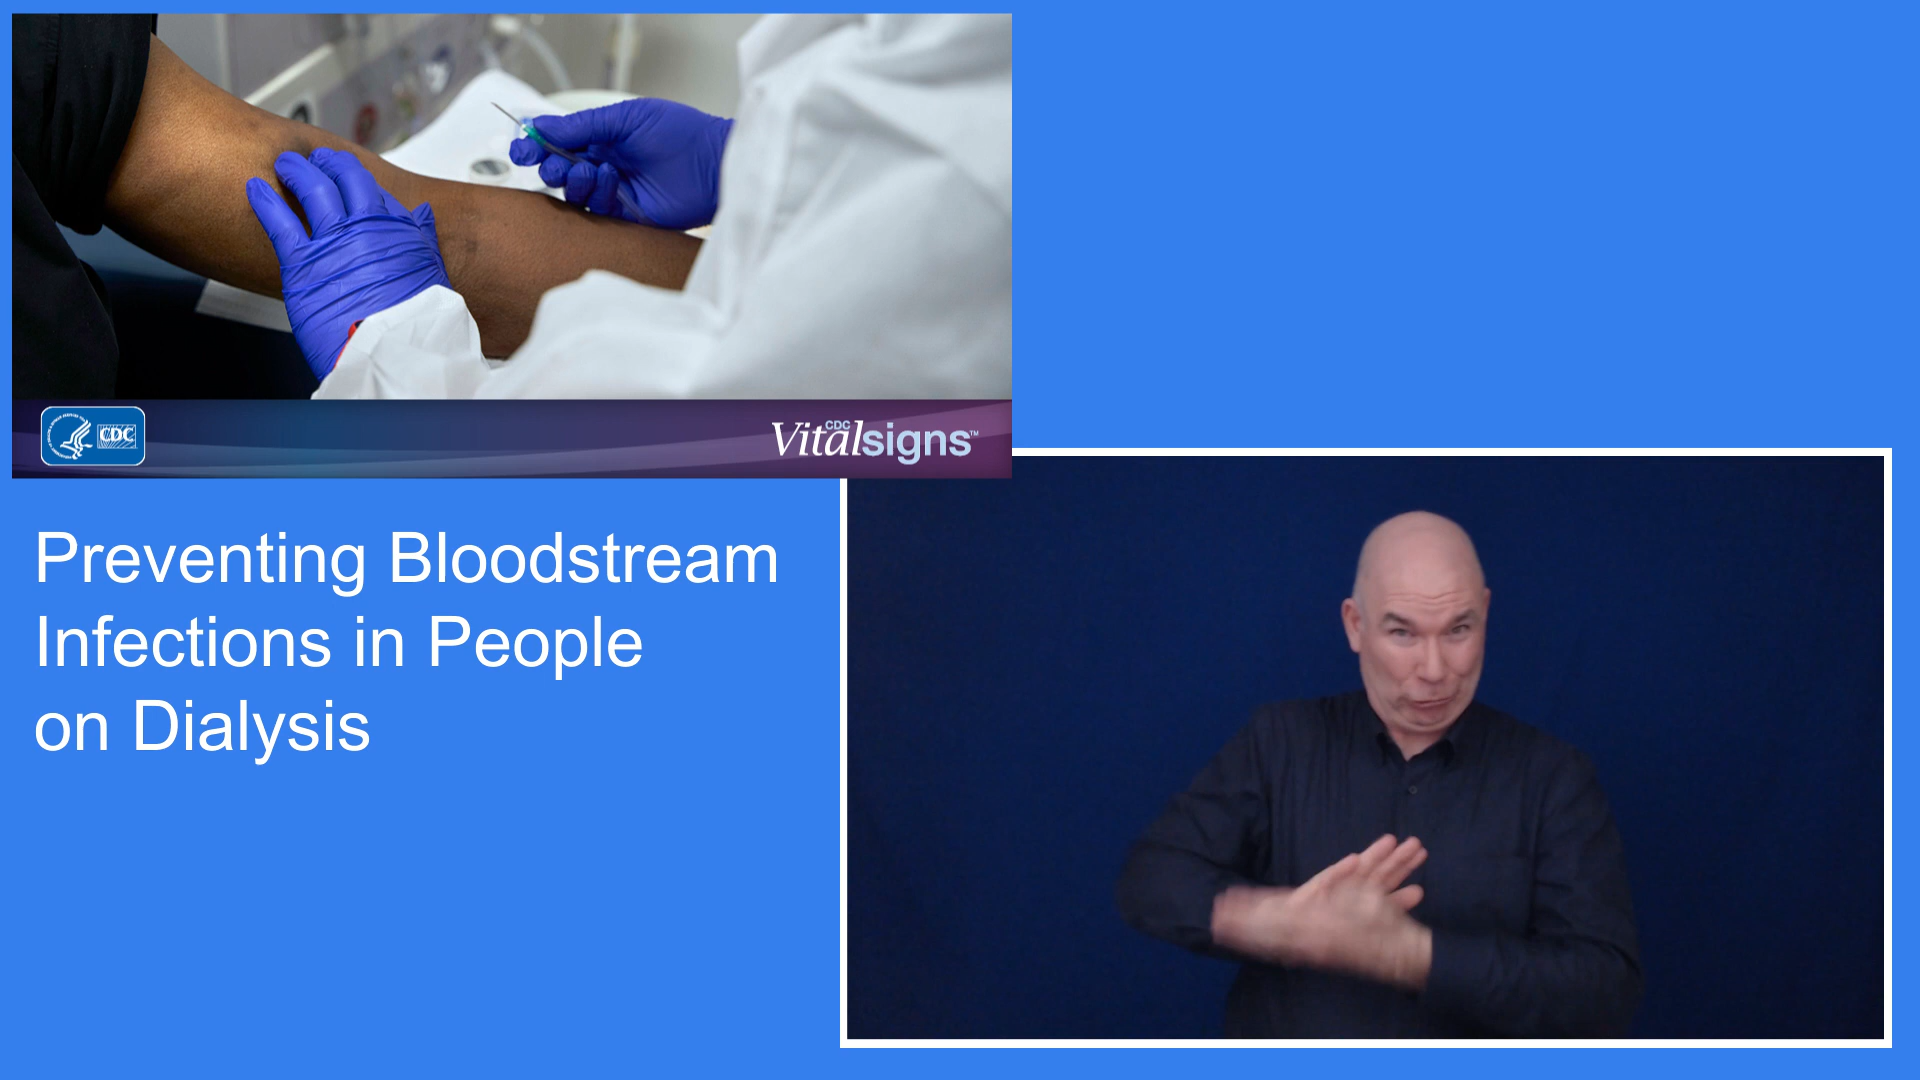 CDC
CDC
Vitalsigns™
Preventing Bloodstream
Infections in People
on Dialysis